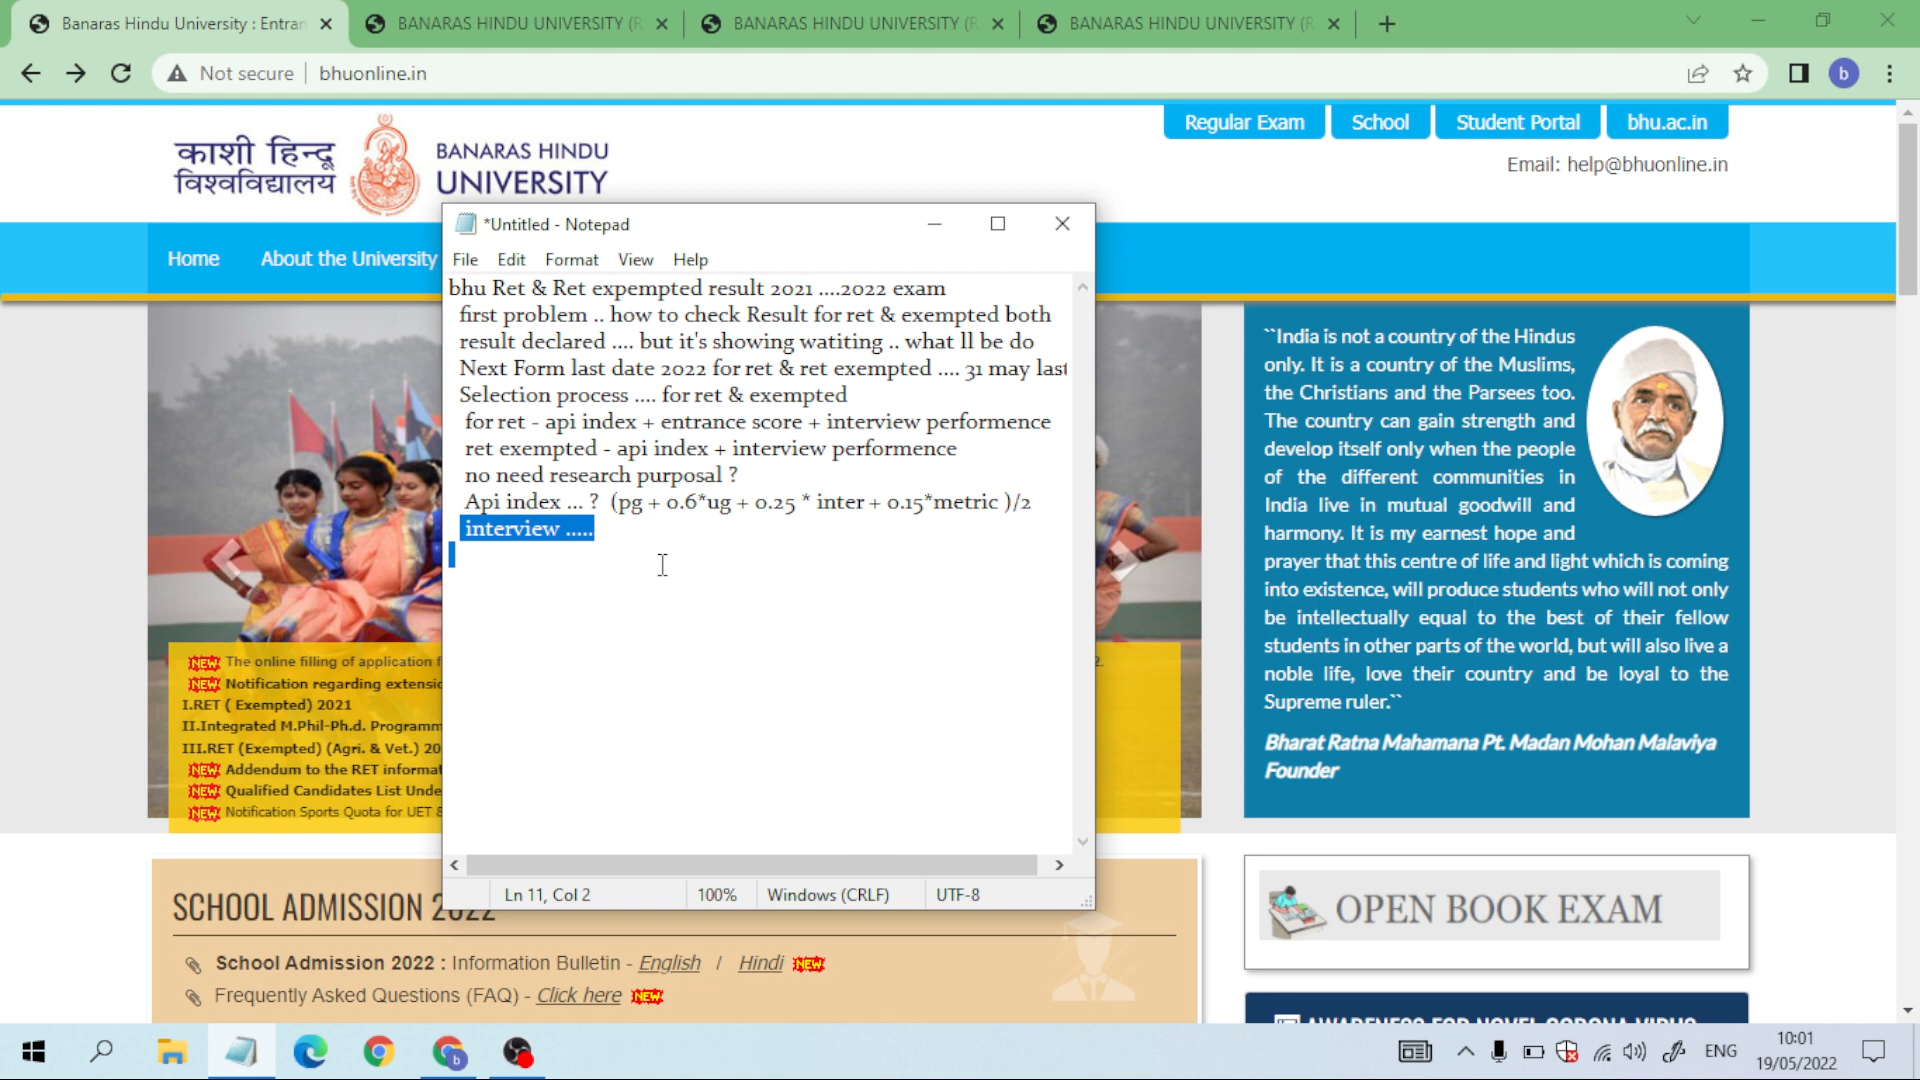 Banaras Hindu University : Entran
BANARAS HINDU UNIVERSITY (R
BANARAS HINDU UNIVERSITY (R
BANARAS HINDU UNIVERSITY (R
Not secure
bhuonline.in
b
काशी हिन्दू
विश्वविद्यालय
BANARAS HINDU
UNIVERSITY
Regular Exam
School
Student Portal
bhu.ac.in
Email: help@bhuonline.in
Home
About the University
*Untitled - Notepad
File Edit Format View Help
bhu Ret & Ret expempted result 2021 ....2022 exam
first problem .. how to check Result for ret & exempted both
result declared .... but it's showing watiting .. what ll be do
Next Form last date 2022 for ret & ret exempted .... 31 may last
Selection process .... for ret & exempted
for ret - api index + entrance score + interview performence
ret exempted - api index + interview performence
no need research purposal ?
Api index ... ? (pg + 0.6*ug + 0.25 * inter + 0.15*metric )/2
interview .....
Ln 11, Col 2
100%
Windows (CRLF)
UTF-8
``India is not a country of the Hindus
only. It is a country of the Muslims,
the Christians and the Parsees too.
The country can gain strength and
develop itself only when the people
of the different communities in
India live in mutual goodwill and
harmony. It is my earnest hope and
prayer that this centre of life and light which is coming
into existence, will produce students who will not only
be intellectually equal to the best of their fellow
students in other parts of the world, but will also live a
noble life, love their country and be loyal to the
Supreme ruler.``
Bharat Ratna Mahamana Pt. Madan Mohan Malaviya
Founder
NEW The online filling of application f
2.
NEW Notification regarding extensio
I.RET ( Exempted) 2021
II.Integrated M.Phil-Ph.d. Programm
III.RET (Exempted) (Agri. & Vet.) 20
NEW Addendum to the RET informat
NEW Qualified Candidates List Unde
NEW Notification Sports Quota for UET &
SCHOOL ADMISSION 2022
School Admission 2022 : Information Bulletin - English / Hindi NEW
Frequently Asked Questions (FAQ) - Click here NEW
OPEN BOOK EXAM
AWARENESS FOR NOVEL CORONA VIRUS
b
ENG
10:01
19/05/2022